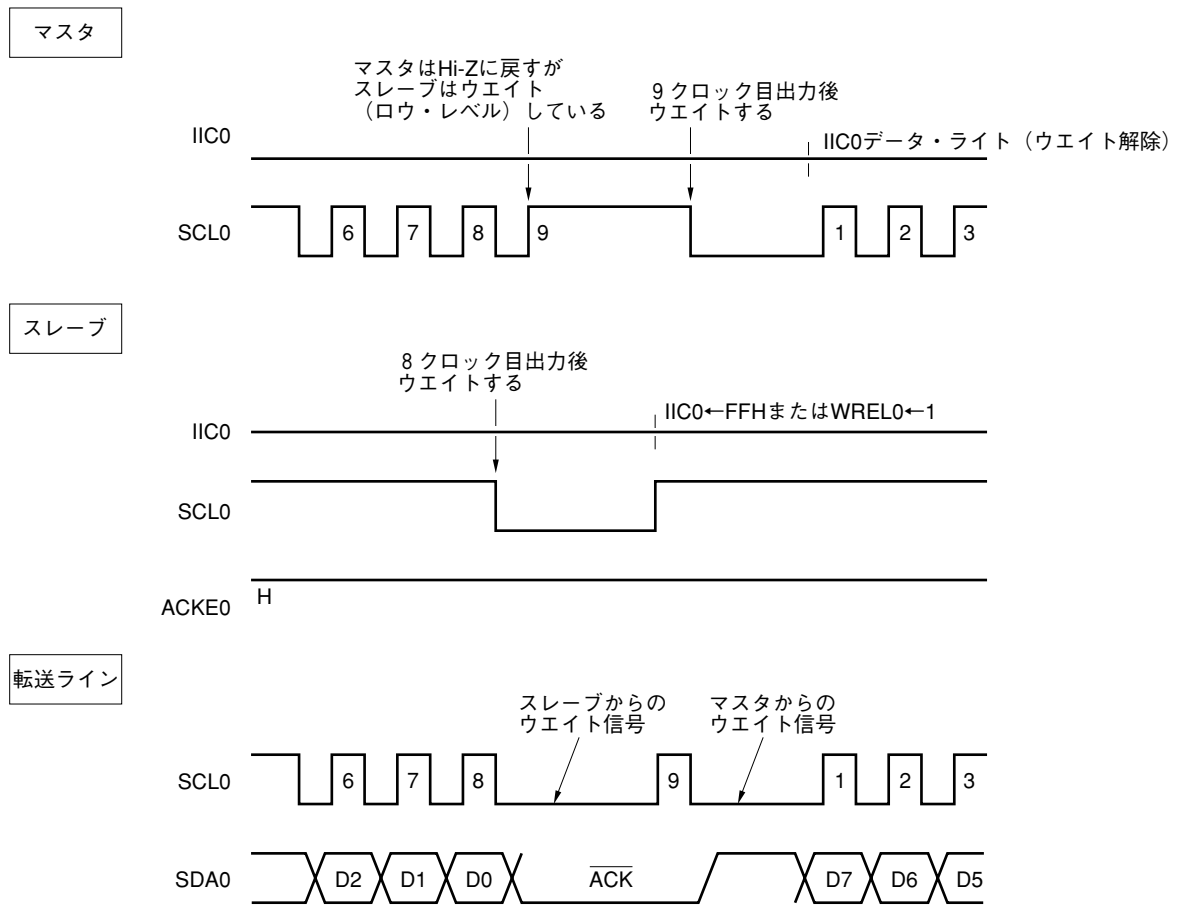 マスタ
マスタはHi-Zに戻すが
スレーブはウエイト
（ロウ・レベル）している
9 クロック目出力後
ウエイトする
IIC0
IIC0データ・ライト（ウエイト解除）
SCL0
6
7
8
9
1
2
3
スレーブ
8 クロック目出力後
ウエイトする
IIC0←FFHまたはWREL0←1
IIC0
SCL0
ACKE0
H
転送ライン
スレーブからの
ウエイト信号
マスタからの
ウエイト信号
SCL0
6
7
8
9
1
2
3
SDA0
D2
D1
D0
ACK
D7
D6
D5